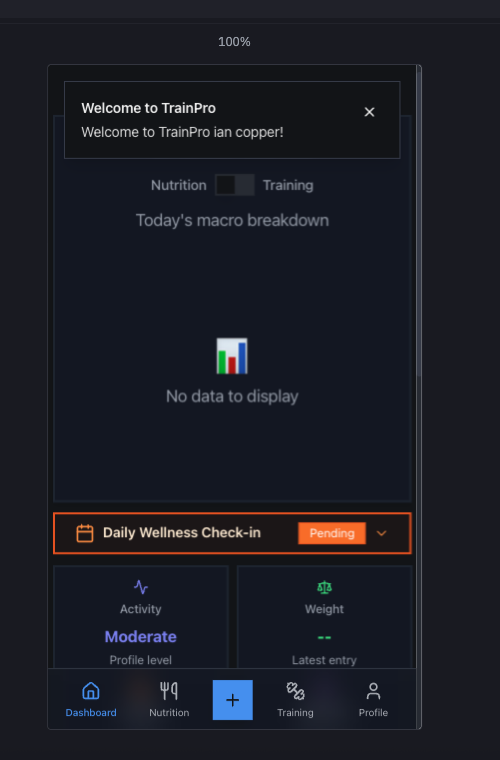 100%
Welcome to TrainPro
Welcome to TrainPro ian copper!
Nutrition Training
Today's macro breakdown
No data to display
Daily Wellness Check-in Pending
Activity Weight
Moderate --
Profile level Latest entry
Dashboard Nutrition + Training Profile